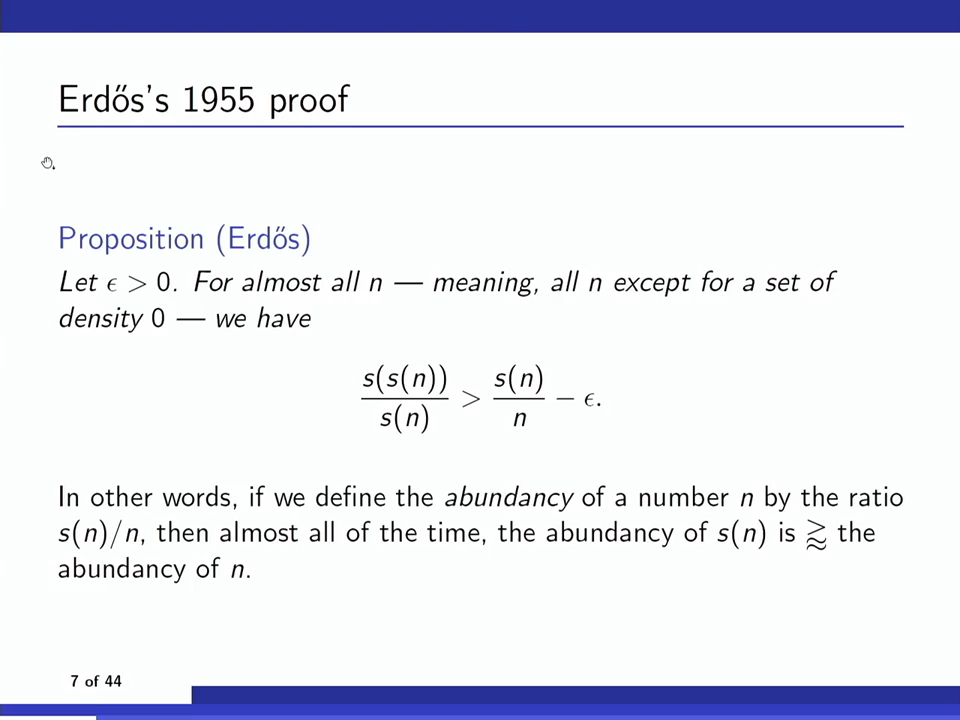 Erdős's 1955 proof
Proposition (Erdős)
Let ϵ > 0. For almost all n — meaning, all n except for a set of
density 0 — we have
s(s(n))/s(n) > s(n)/n − ϵ.
In other words, if we define the abundancy of a number n by the ratio
s(n)/n, then almost all of the time, the abundancy of s(n) is ⪆ the
abundancy of n.
7 of 44